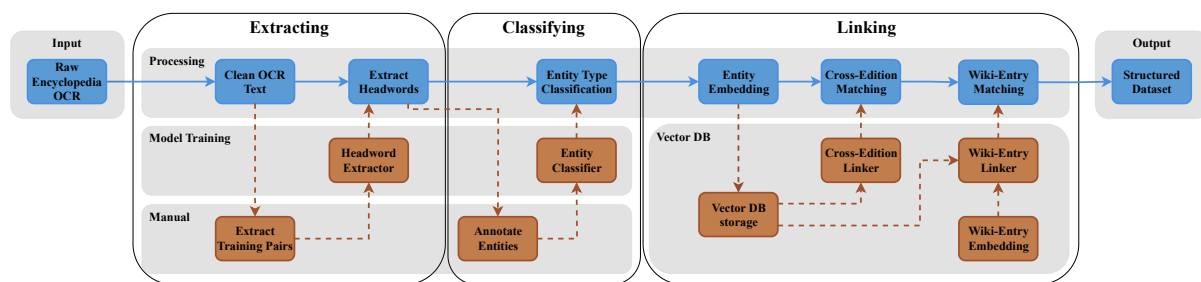 Extracting
Classifying
Linking
Input
Output
Processing
Raw
Encyclopedia
OCR
Clean OCR
Text
Extract
Headwords
Entity Type
Classification
Entity
Embedding
Cross-Edition
Matching
Wiki-Entry
Matching
Structured
Dataset
Model Training
Vector DB
Headword
Extractor
Entity
Classifier
Cross-Edition
Linker
Wiki-Entry
Linker
Vector DB
storage
Manual
Extract
Training Pairs
Annotate
Entities
Wiki-Entry
Embedding